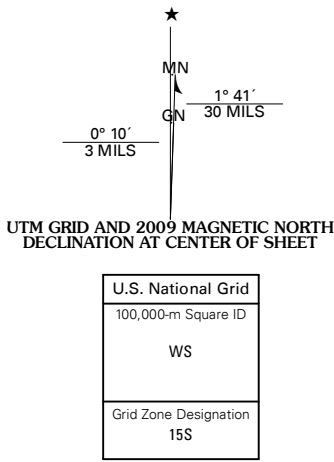 MN
1° 41´
30 MILS
GN
0° 10´
3 MILS
UTM GRID AND 2009 MAGNETIC NORTH
DECLINATION AT CENTER OF SHEET
U.S. National Grid
100,000-m Square ID
WS
Grid Zone Designation
15S